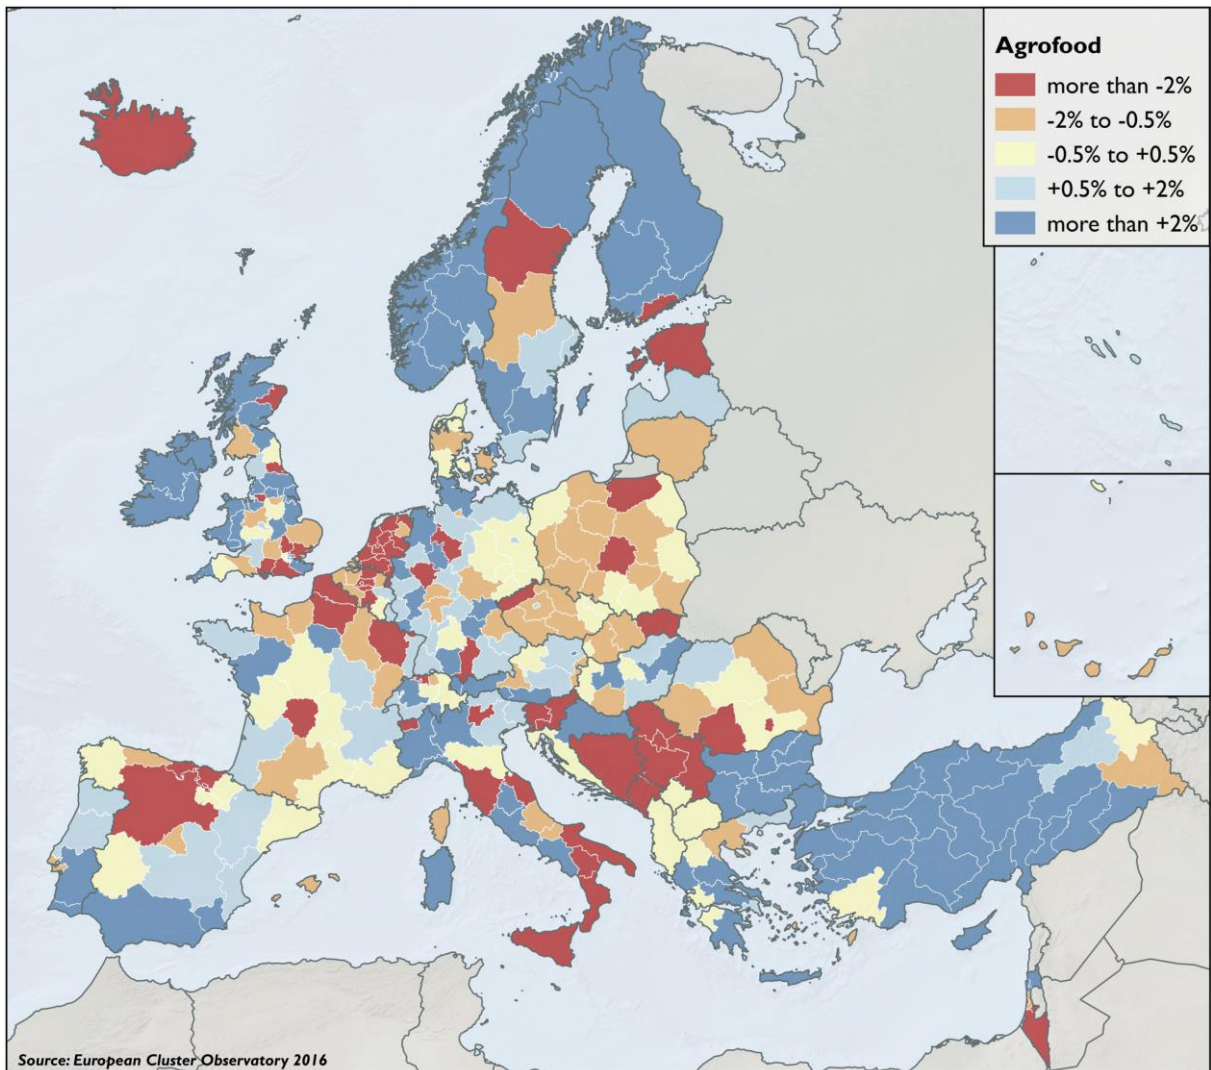 Agrofood
more than -2%
-2% to -0.5%
-0.5% to +0.5%
+0.5% to +2%
more than +2%
Source: European Cluster Observatory 2016